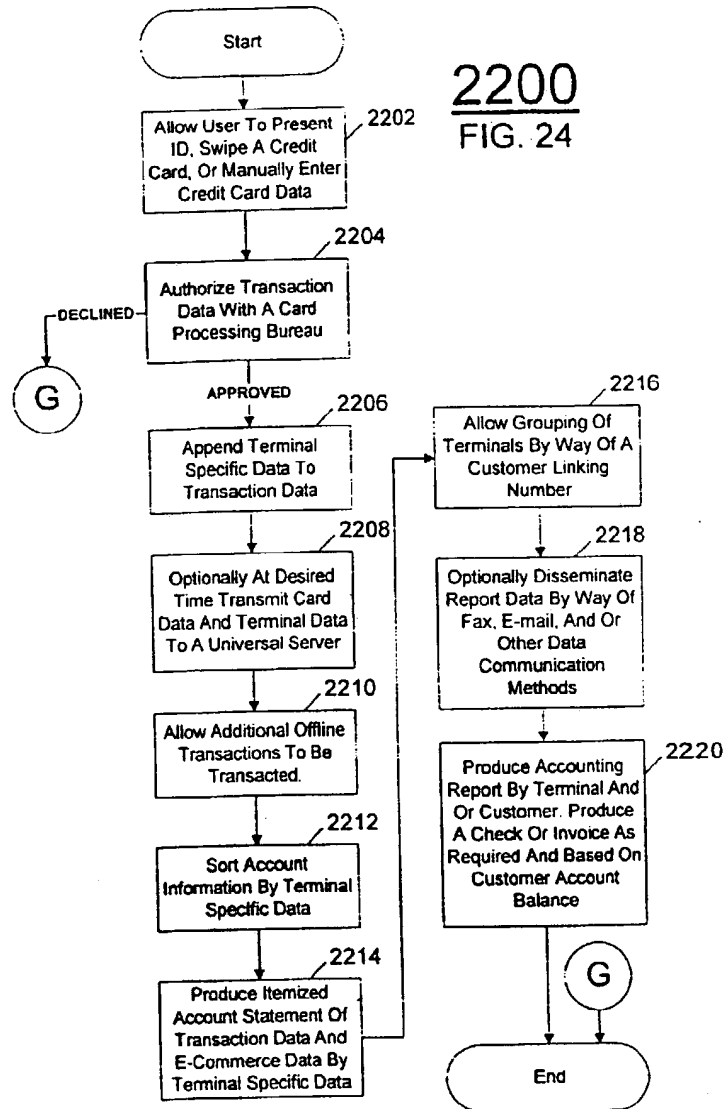 Start
2200
FIG. 24
2202
Allow User To Present
ID, Swipe A Credit
Card, Or Manually Enter
Credit Card Data
2204
Authorize Transaction
Data With A Card
Processing Bureau
DECLINED
G
APPROVED
2206
Append Terminal
Specific Data To
Transaction Data
2208
Optionally At Desired
Time Transmit Card
Data And Terminal Data
To A Universal Server
2210
Allow Additional Offline
Transactions To Be
Transacted.
2212
Sort Account
Information By Terminal
Specific Data
2214
Produce Itemized
Account Statement Of
Transaction Data And
E-Commerce Data By
Terminal Specific Data
2216
Allow Grouping Of
Terminals By Way Of A
Customer Linking
Number
2218
Optionally Disseminate
Report Data By Way Of
Fax, E-mail, And Or
Other Data
Communication
Methods
2220
Produce Accounting
Report By Terminal And
Or Customer. Produce
A Check Or Invoice As
Required And Based On
Customer Account
Balance
G
End